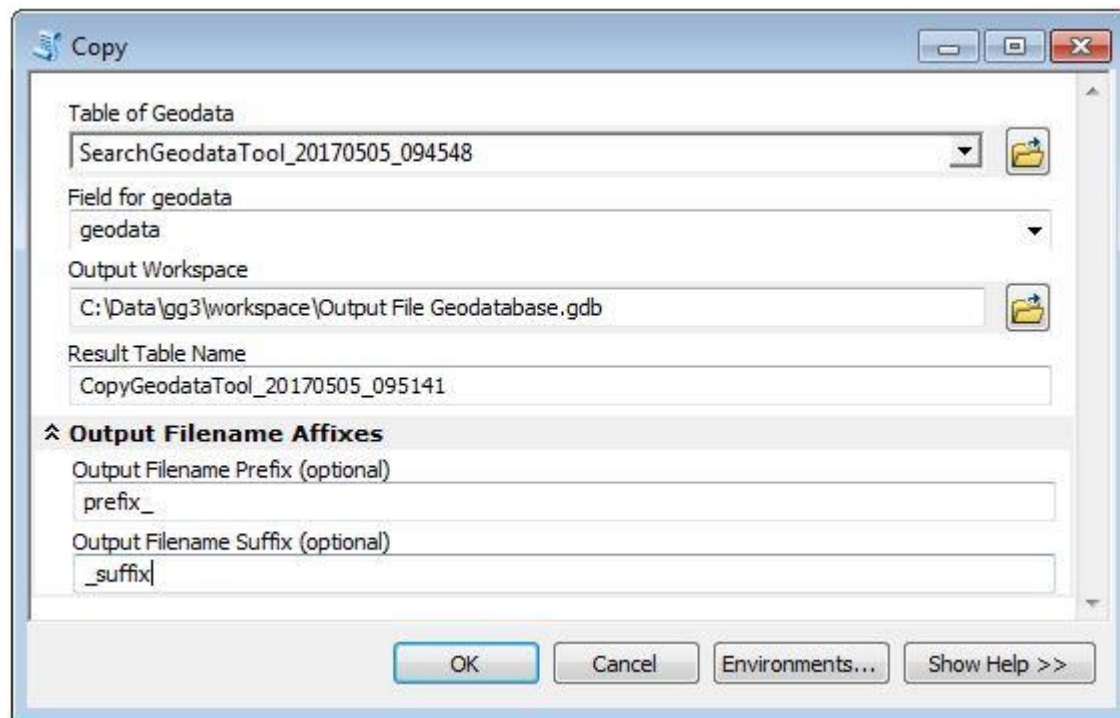 Copy
Table of Geodata
SearchGeodataTool_20170505_094548
Field for geodata
geodata
Output Workspace
C:\Data\gg3\workspace\Output File Geodatabase.gdb
Result Table Name
CopyGeodataTool_20170505_095141
Output Filename Affixes
Output Filename Prefix (optional)
prefix_
Output Filename Suffix (optional)
_suffix
OK Cancel Environments... Show Help >>